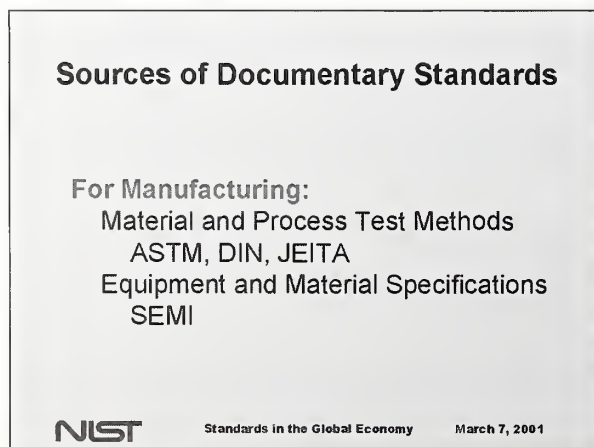 Sources of Documentary Standards
For Manufacturing:
Material and Process Test Methods
ASTM, DIN, JEITA
Equipment and Material Specifications
SEMI
NIST Standards in the Global Economy March 7, 2001